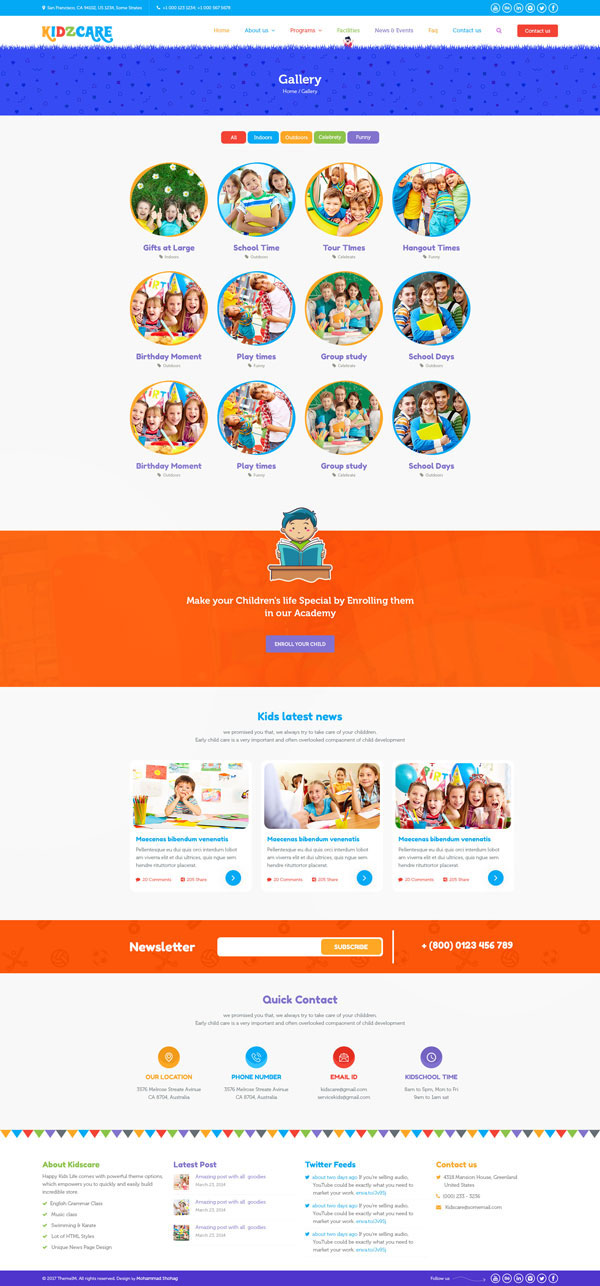 San Francisco, CA 94102, US 1234, Some Streates
+1 000 123 1234; +1 000 567 5678
KIDZCARE
Home
About us
Programs
Facilities
News & Events
Faq
Contact us
Contact us
Gallery
Home / Gallery
All
Indoors
Outdoors
Celebrety
Funny
Gifts at Large
School Time
Tour Times
Hangout Times
Indoors
Outdoors
Celebrate
Funny
Birthday Moment
Play times
Group study
School Days
Outdoors
Funny
Celebrate
Outdoors
Birthday Moment
Play times
Group study
School Days
Outdoors
Funny
Celebrate
Outdoors
Make your Children's life Special by Enrolling them
in our Academy
ENROLL YOUR CHILD
Kids latest news
we promised you that, we always try to take care of your childdren.
Early child care is a very important and often overlooked compaonent of child development
Maecenas bibendum venenatis
Pellentesque eu dui quis orci interdum lobot
am viverra elit et dui ultrices, quis ngue sem
hendre ntuttortor placerat.
20 Comments
205 Share
Maecenas bibendum venenatis
Pellentesque eu dui quis orci interdum lobot
am viverra elit et dui ultrices, quis ngue sem
hendre ntuttortor placerat.
20 Comments
205 Share
Maecenas bibendum venenatis
Pellentesque eu dui quis orci interdum lobot
am viverra elit et dui ultrices, quis ngue sem
hendre ntuttortor placerat.
20 Comments
205 Share
Newsletter
SUBSCRIBE
+ (800) 0123 456 789
Quick Contact
we promised you that, we always try to take care of your childdren.
Early child care is a very important and often overlooked compaonent of child development
OUR LOCATION
3576 Melrose Streate Avinue
CA 8704, Australia
PHONE NUMBER
3576 Melrose Streate Avinue
CA 8704, Australia
EMAIL ID
kidscare@gmail.com
servicekids@gmail.com
KIDSCHOOL TIME
8am to 5pm, Mon to Fri
9am to 1am sat
About Kidscare
Happy Kids Life comes with powerful theme options,
which empowers you to quickly and easily build
incredible store.
English Grammar Class
Music class
Swimming & Karate
Lot of HTML Styles
Unique News Page Design
Latest Post
Amazing post with all goodies
March 23, 2014
Amazing post with all goodies
March 23, 2014
Amazing post with all goodies
March 23, 2014
Twitter Feeds
about two days ago If you're selling audio,
YouTube could be exactly what you need to
market your work.
about two days ago If you're selling audio,
YouTube could be exactly what you need to
market your work.
about two days ago If you're selling audio,
YouTube could be exactly what you need to
market your work.
Contact us
4328 Mansion House, Greenland
United States
(000) 233 - 3236
Kidscare@somemail.com
© 2017 ThemsBM. All rights reserved. Design by Mohammad Shohag
Follow us